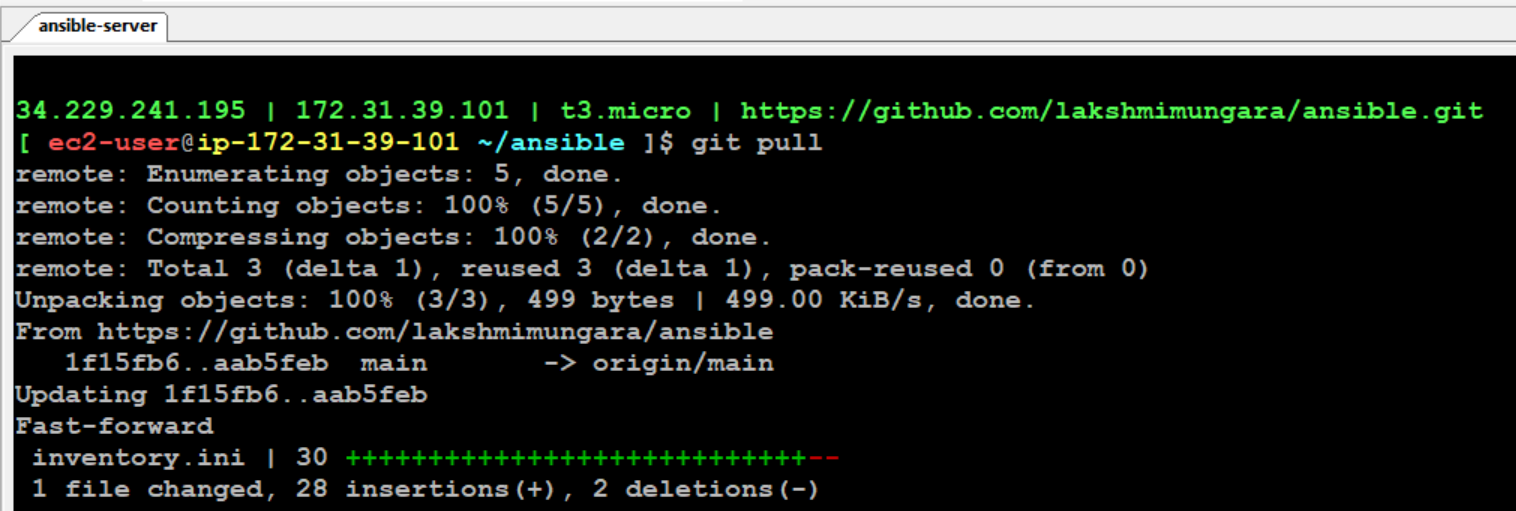 ansible-server
34.229.241.195 | 172.31.39.101 | t3.micro | https://github.com/lakshmimungara/ansible.git
[ ec2-user@ip-172-31-39-101 ~/ansible ]$ git pull
remote: Enumerating objects: 5, done.
remote: Counting objects: 100% (5/5), done.
remote: Compressing objects: 100% (2/2), done.
remote: Total 3 (delta 1), reused 3 (delta 1), pack-reused 0 (from 0)
Unpacking objects: 100% (3/3), 499 bytes | 499.00 KiB/s, done.
From https://github.com/lakshmimungara/ansible
   1f15fb6..aab5feb  main       -> origin/main
Updating 1f15fb6..aab5feb
Fast-forward
 inventory.ini | 30 ++++++++++++++++++++++++++++--
 1 file changed, 28 insertions(+), 2 deletions(-)